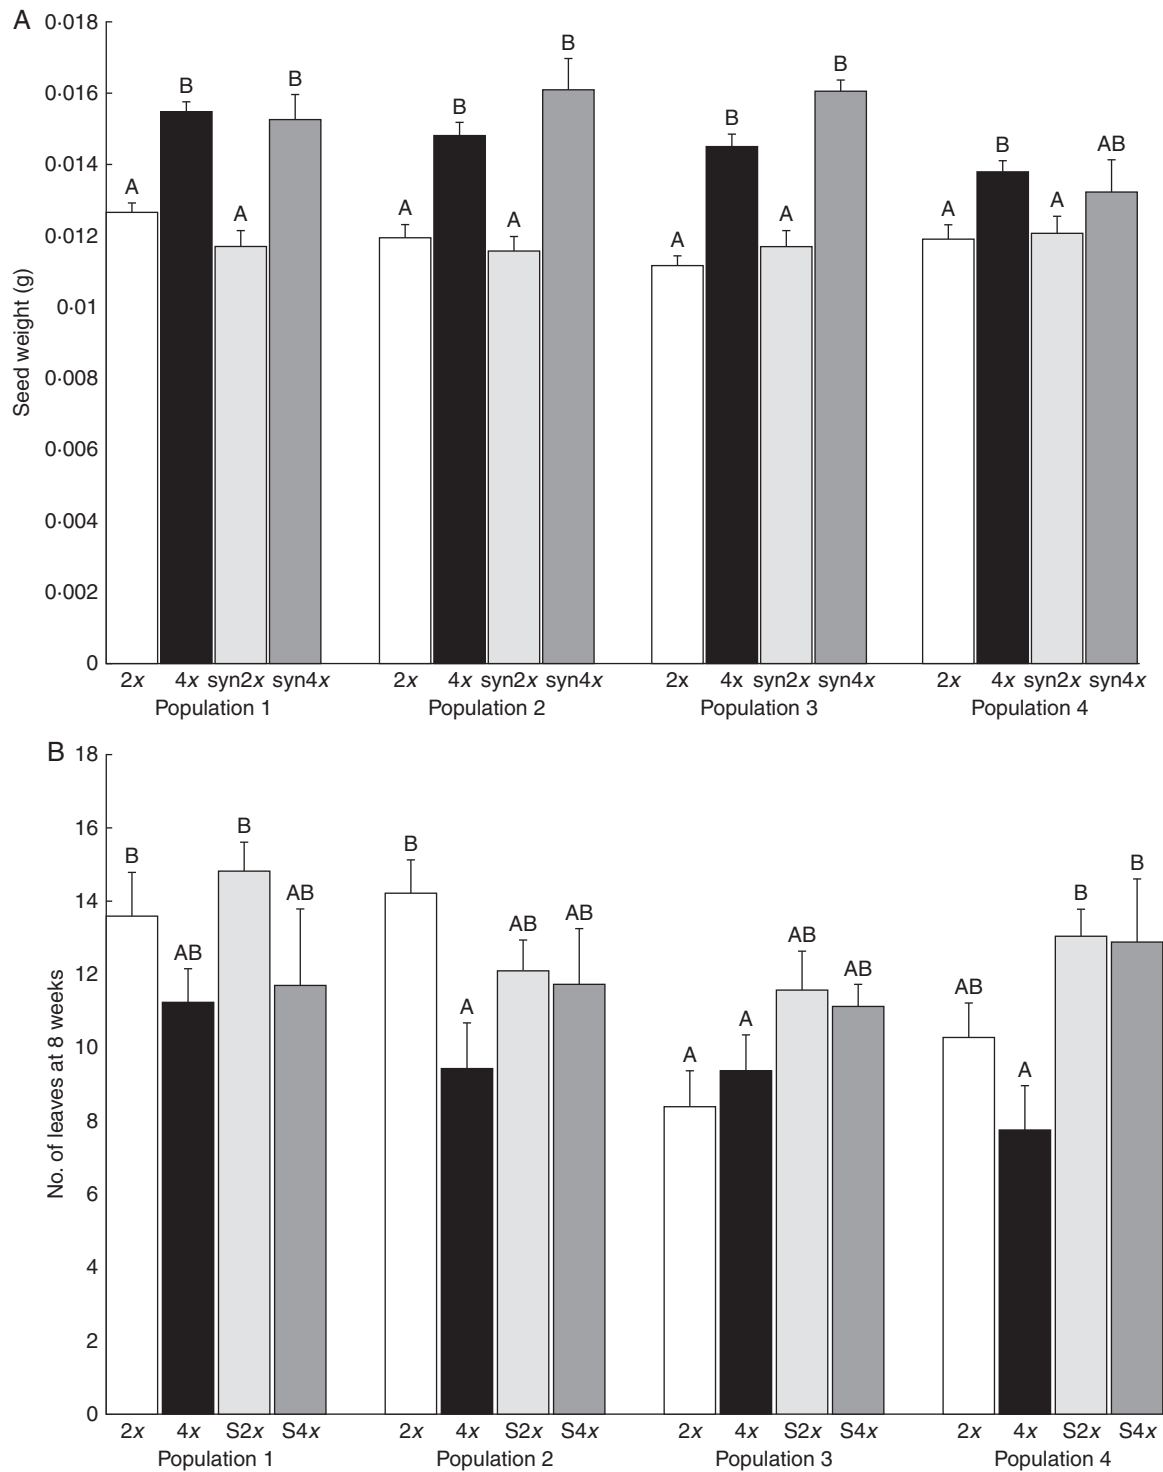 A
0·018
0·016
0·014
0·012
0·01
0·008
0·006
0·004
0·002
0
Seed weight (g)
A B A B
A B A B
A B A B
A B A AB
2x 4x syn2x syn4x 2x 4x syn2x syn4x 2x 4x syn2x syn4x 2x 4x syn2x syn4x
Population 1 Population 2 Population 3 Population 4
B
18
16
14
12
10
8
6
4
2
0
No. of leaves at 8 weeks
B AB B AB
B A AB AB
A A AB AB
AB A B B
2x 4x S2x S4x 2x 4x S2x S4x 2x 4x S2x S4x 2x 4x S2x S4x
Population 1 Population 2 Population 3 Population 4